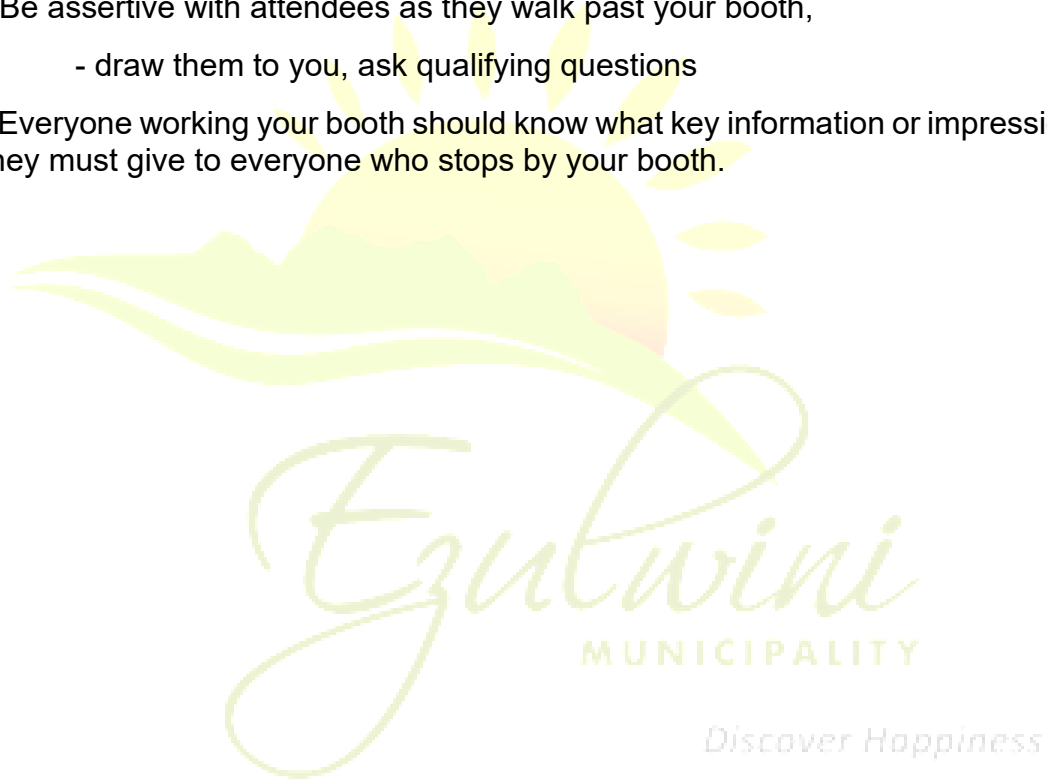 Be assertive with attendees as they walk past your booth,
- draw them to you, ask qualifying questions
Everyone working your booth should know what key information or impressi
hey must give to everyone who stops by your booth.
Ezulwini
MUNICIPALITY
Discover Happiness